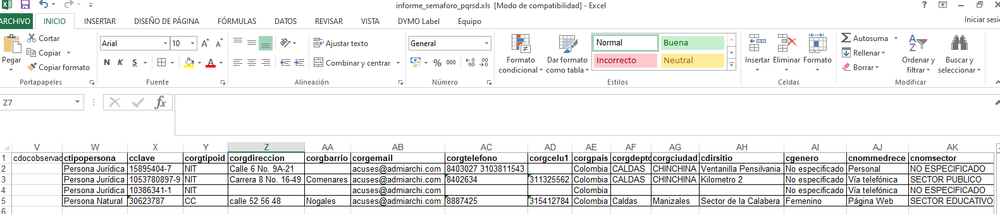 informe_semaforo_pqrsd.xls [Modo de compatibilidad] - Excel
ARCHIVO INICIO INSERTAR DISEÑO DE PÁGINA FÓRMULAS DATOS REVISAR VISTA DYMO Label Equipo Iniciar sesi
Pegar
Cortar
Copiar
Copiar formato
Portapapeles
Arial 10
N K S
Fuente
Ajustar texto
Combinar y centrar
Alineación
General
% 000
Número
Formato condicional
Dar formato como tabla
Normal Buena
Incorrecto Neutral
Estilos
Insertar Eliminar Formato
Celdas
Autosuma
Rellenar
Borrar
Ordenar y filtrar
Buscar y seleccionar
Modificar
Z7 fx
V W X Y Z AA AB AC AD AE AF AG AH AI AJ AK
1 cdocobservac ctipopersona cclave corgtipoid corgdireccion corgbarrio corgemail corgtelefono corgcelu1 corgpais corgdepto corgciudad cdirsitio cgenero cnommedrece cnomsector
2 Persona Jurídica 15895404-7 NIT Calle 6 No. 9A-21 acuses@admiarchi.com 8403027 3103811543 Colombia CALDAS CHINCHINA Ventanilla Pensilvania No especificado Personal NO ESPECIFICADO
3 Persona Jurídica 1053780897-9 NIT Carrera 8 No. 16-49 Comenares acuses@admiarchi.com 8402634 311325562 Colombia CALDAS CHINCHINA Kilometro 2 No especificado Vía telefónica SECTOR PUBLICO
4 Persona Jurídica 10386341-1 NIT acuses@admiarchi.com Colombia No especificado Vía telefónica NO ESPECIFICADO
5 Persona Natural 30623787 CC calle 52 56 48 Nogales acuses@admiarchi.com 8887425 315412784 Colombia Caldas Manizales Sector de la Calabera Femenino Página Web SECTOR EDUCATIVO
6